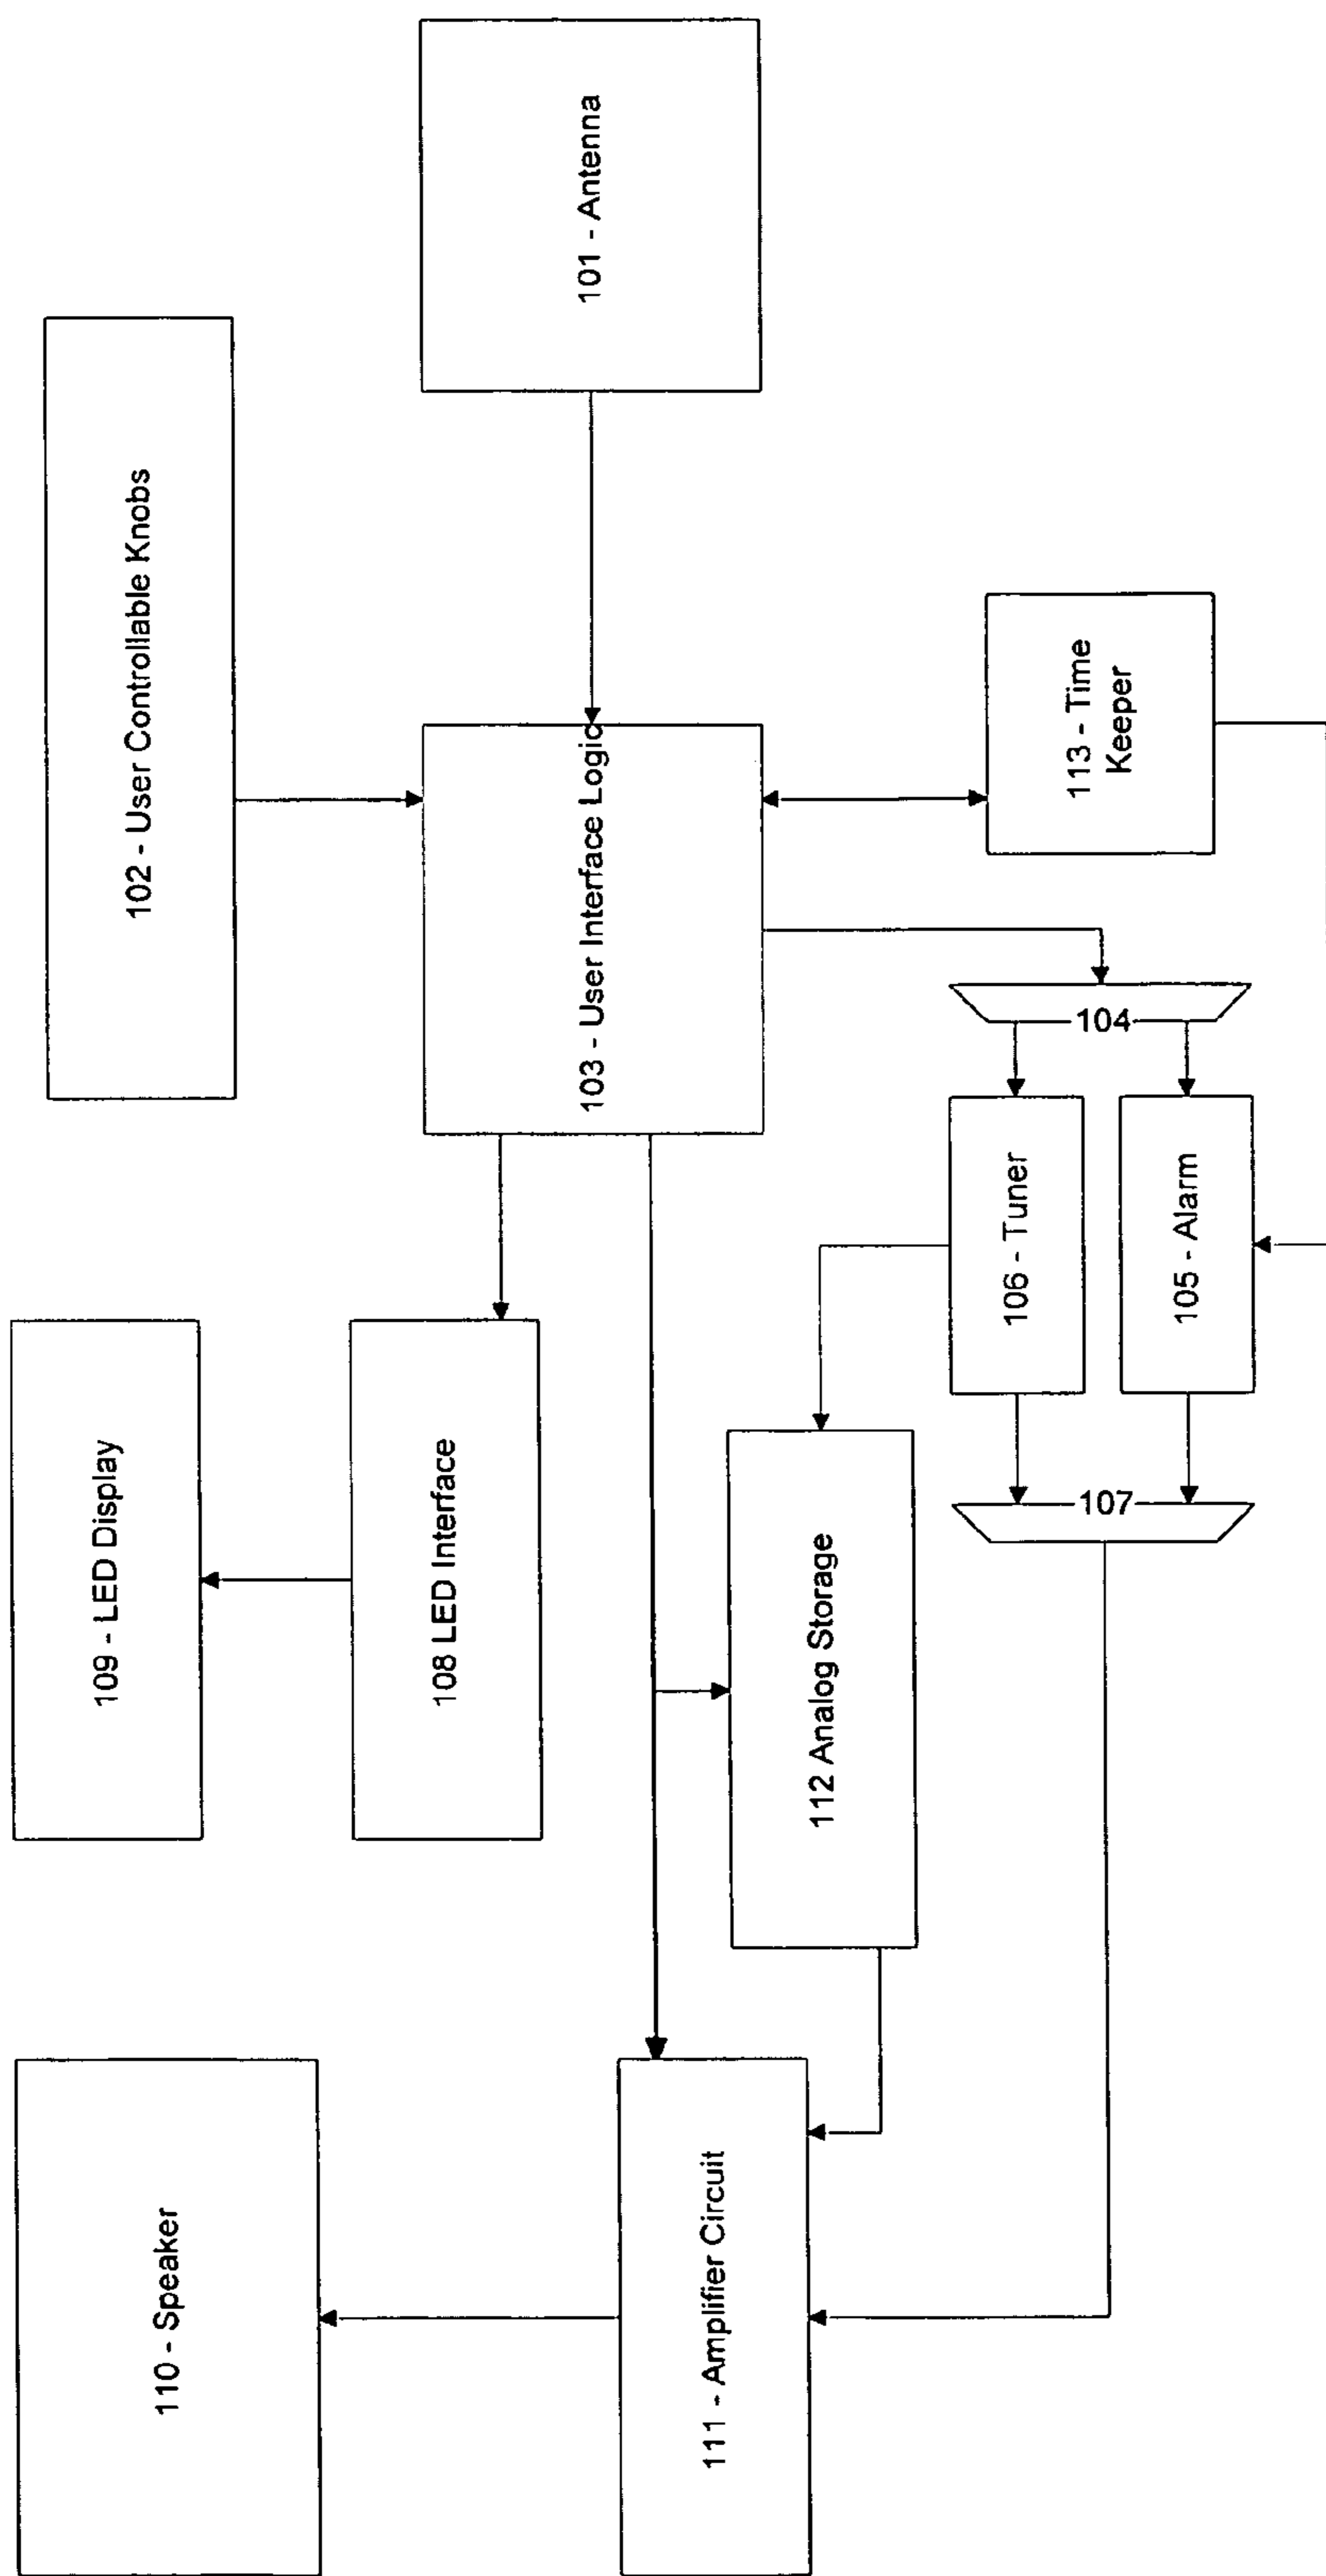 101 - Antenna
102 - User Controllable Knobs
103 - User Interface Logic
113 - Time
Keeper
104
106 - Tuner
105 - Alarm
107
109 - LED Display
108 LED Interface
112 Analog Storage
110 - Speaker
111 - Amplifier Circuit